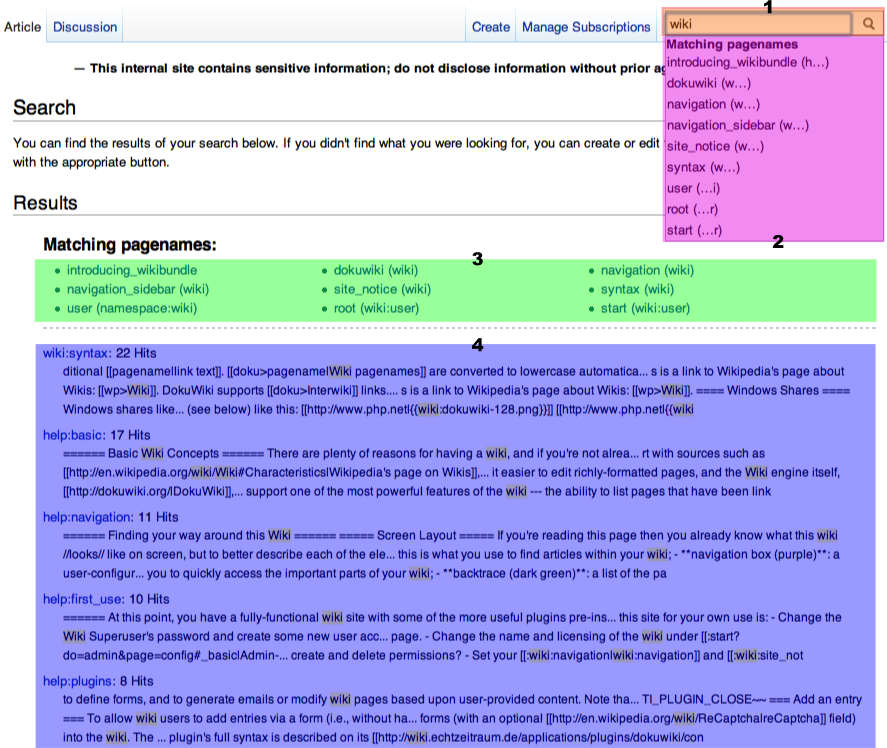 1
Article Discussion Create Manage Subscriptions wiki
Matching pagenames
introducing_wikibundle (h...)
dokuwiki (w...)
navigation (w...)
navigation_sidebar (w...)
site_notice (w...)
syntax (w...)
user (...i)
root (...r)
start (...r)
2
— This internal site contains sensitive information; do not disclose information without prior ag
Search
You can find the results of your search below. If you didn't find what you were looking for, you can create or edit
with the appropriate button.
Results
Matching pagenames:
3
• introducing_wikibundle • dokuwiki (wiki) • navigation (wiki)
• navigation_sidebar (wiki) • site_notice (wiki) • syntax (wiki)
• user (namespace:wiki) • root (wiki:user) • start (wiki:user)
4
wiki:syntax: 22 Hits
ditional [[pagename|link text]]. [[doku>pagename|Wiki pagenames]] are converted to lowercase automatica... s is a link to Wikipedia's page about
Wikis: [[wp>Wiki]]. DokuWiki supports [[doku>Interwiki]] links.... s is a link to Wikipedia's page about Wikis: [[wp>Wiki]]. ==== Windows Shares ====
Windows shares like... (see below) like this: [[http://www.php.net|{{wiki:dokuwiki-128.png}}]] [[http://www.php.net|{{wiki
help:basic: 17 Hits
====== Basic Wiki Concepts ====== There are plenty of reasons for having a wiki, and if you're not alrea... rt with sources such as
[[http://en.wikipedia.org/wiki/Wiki#Characteristics|Wikipedia's page on Wikis]],... it easier to edit richly-formatted pages, and the Wiki engine itself,
[[http://dokuwiki.org/|DokuWiki]],... support one of the most powerful features of the wiki --- the ability to list pages that have been link
help:navigation: 11 Hits
====== Finding your way around this Wiki ====== ===== Screen Layout ===== If you're reading this page then you already know what this wiki
//looks// like on screen, but to better describe each of the ele... this is what you use to find articles within your wiki; - **navigation box (purple)**: a
user-configur... you to quickly access the important parts of your wiki; - **backtrace (dark green)**: a list of the pa
help:first_use: 10 Hits
====== At this point, you have a fully-functional wiki site with some of the more useful plugins pre-ins... this site for your own use is: - Change the
Wiki Superuser's password and create some new user acc... page. - Change the name and licensing of the wiki under [[:start?
do=admin&page=config#_basic|Admin-... create and delete permissions? - Set your [[:wiki:navigation|wiki:navigation]] and [[:wiki:site_not
help:plugins: 8 Hits
to define forms, and to generate emails or modify wiki pages based upon user-provided content. Note tha... TI_PLUGIN_CLOSE~~ === Add an entry
=== To allow wiki users to add entries via a form (i.e., without ha... forms (with an optional [[http://en.wikipedia.org/wiki/ReCaptcha|reCaptcha]] field)
into the wiki. The ... plugin's full syntax is described on its [[http://wiki.echtzeitraum.de/applications/plugins/dokuwiki/con